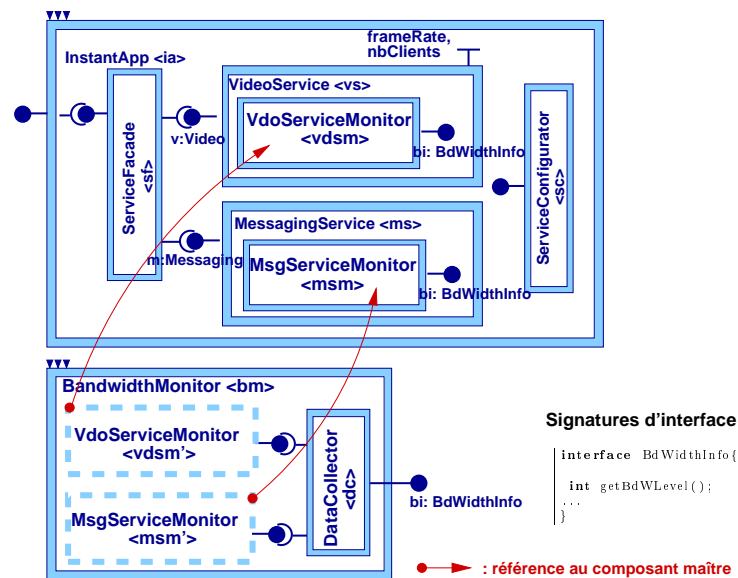 frameRate,
nbClients
InstantApp <ia>
VideoService <vs>
VdoServiceMonitor
<vdsm>
v:Video
bi: BdWidthInfo
ServiceFacade
<sf>
ServiceConfigurator
<sc>
MessagingService <ms>
m:Messaging
MsgServiceMonitor
<msm>
bi: BdWidthInfo
BandwidthMonitor <bm>
VdoServiceMonitor
<vdsm'>
MsgServiceMonitor
<msm'>
DataCollector
<dc>
bi: BdWidthInfo
Signatures d'interface
interface BdWidthInfo{
int getBdWLevel();
...
}
: référence au composant maître